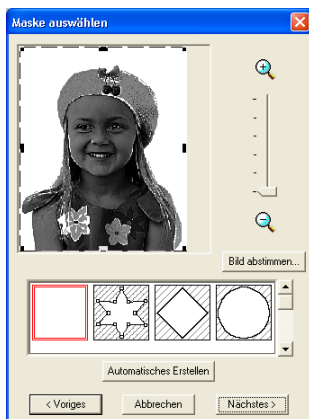 Maske auswählen
Bild abstimmen...
Automatisches Erstellen
< Voriges
Abbrechen
Nächstes >